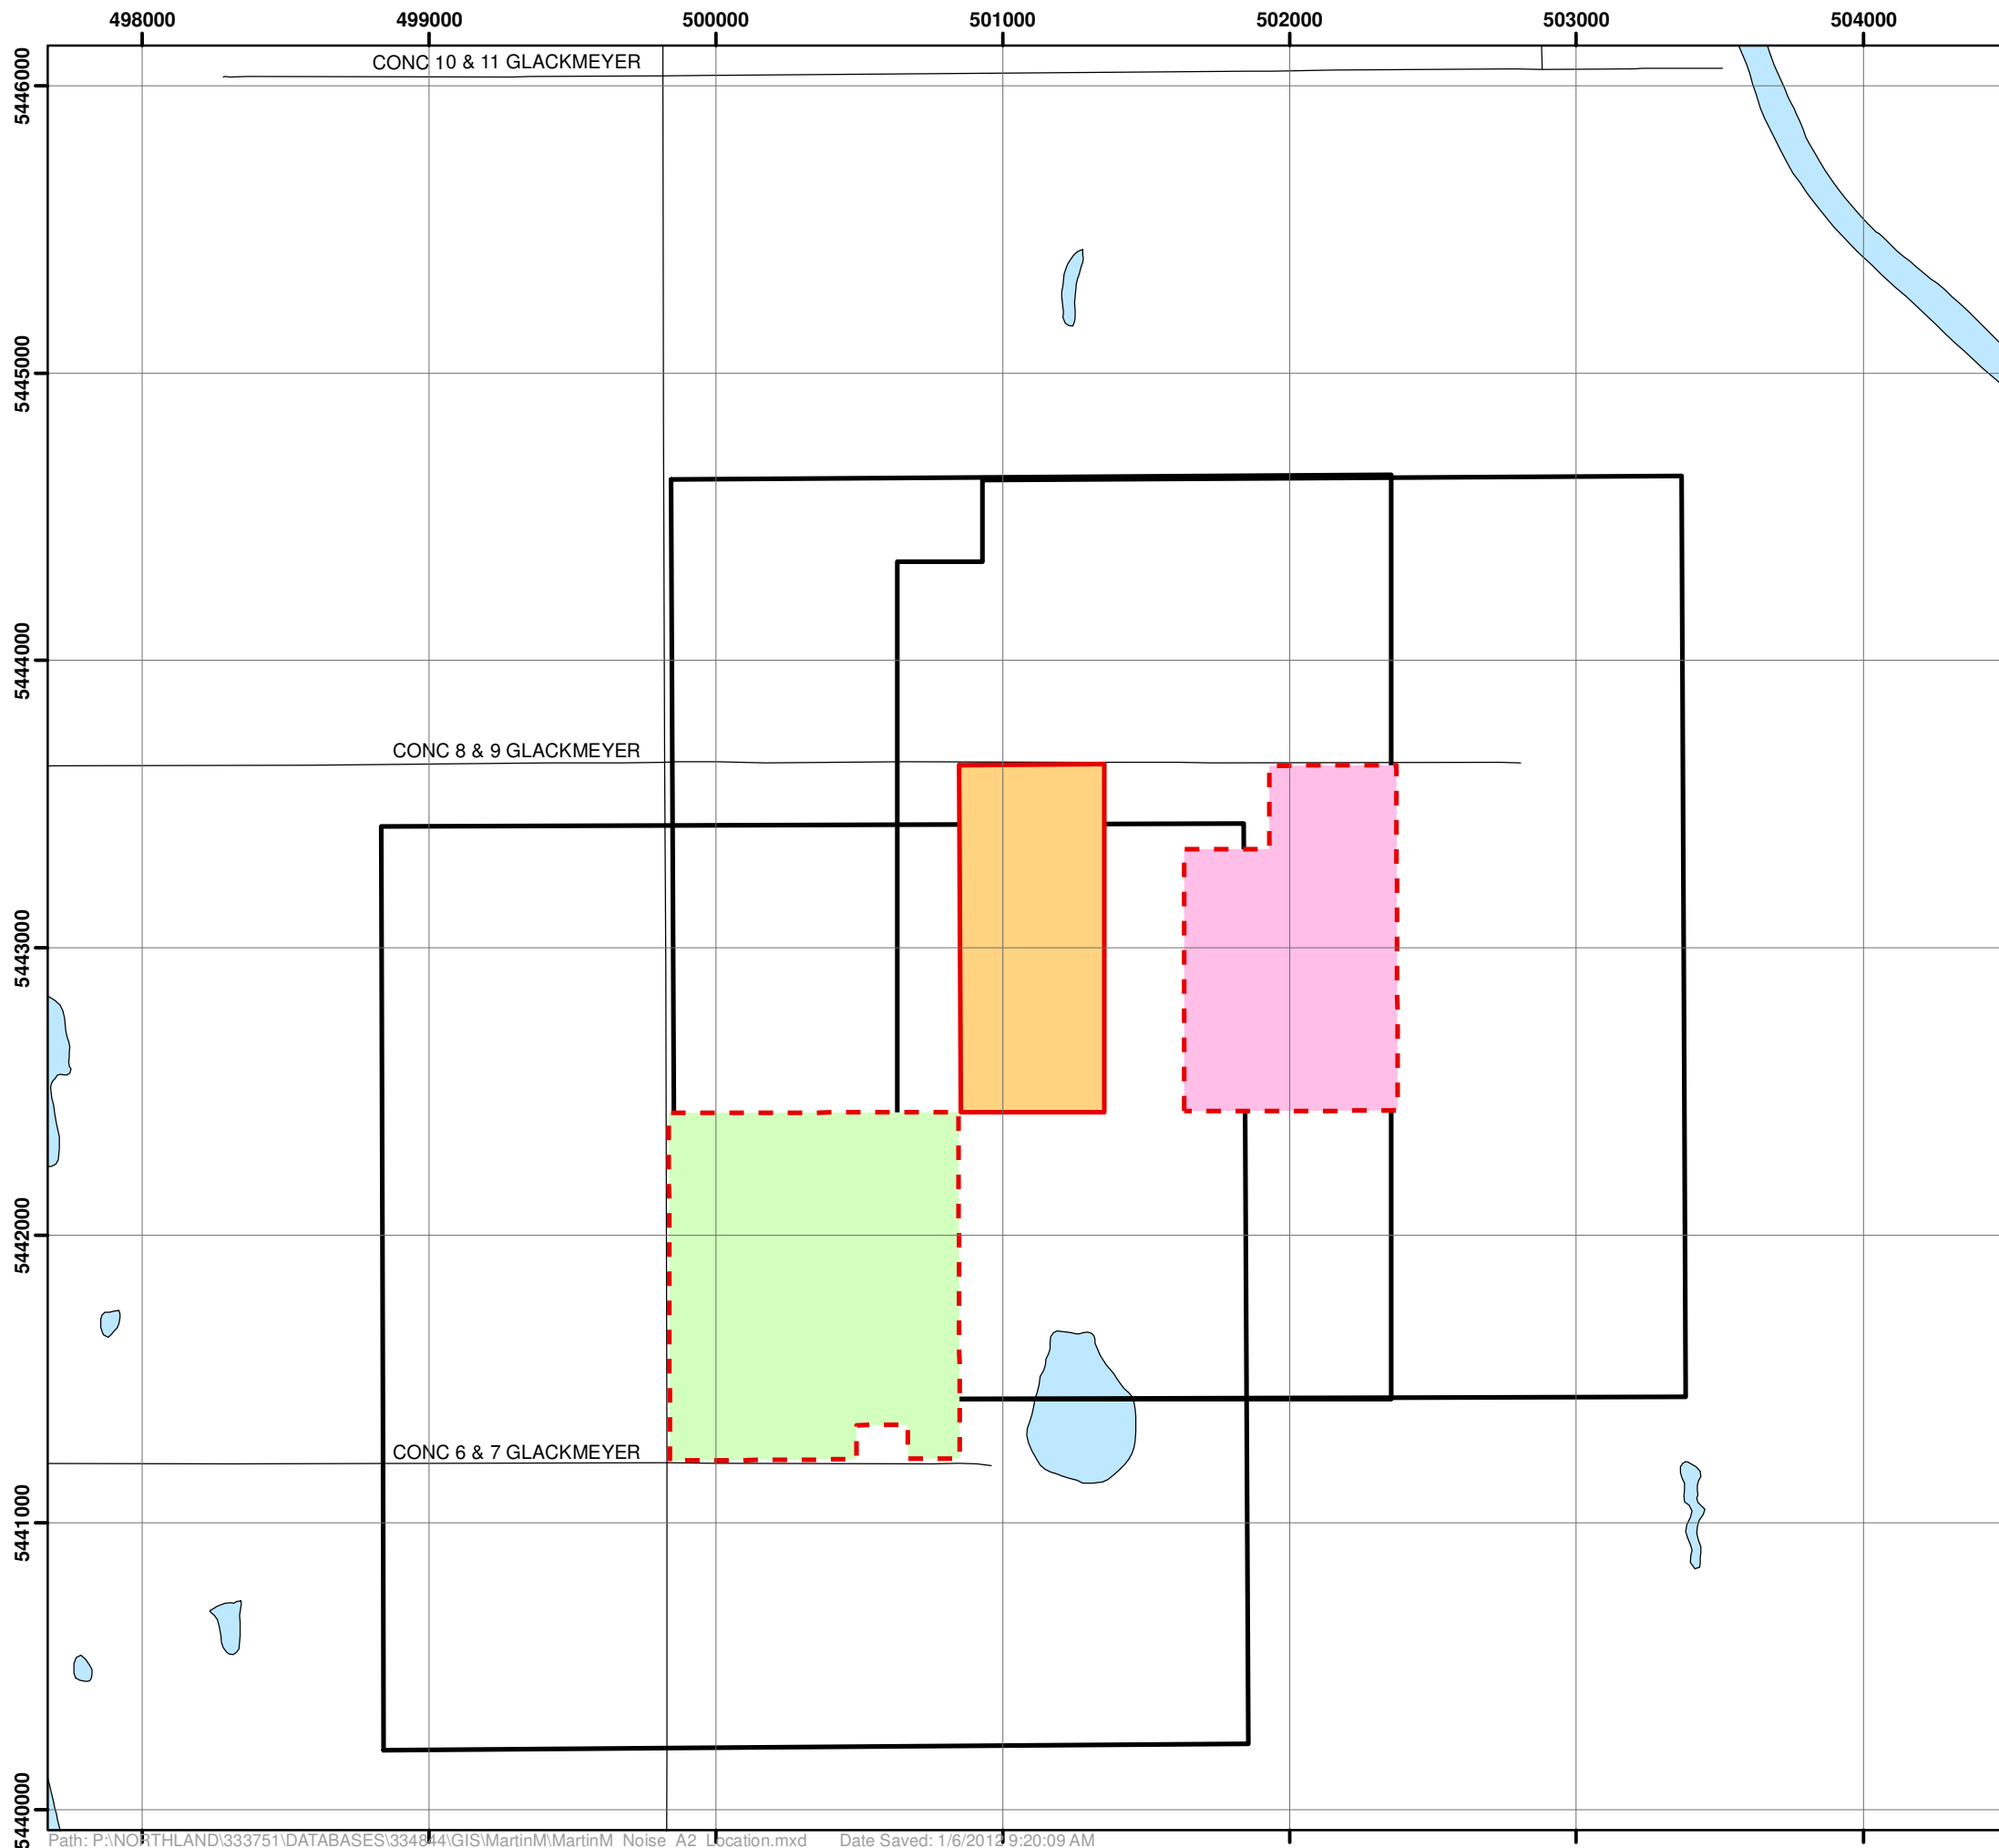 498000 499000 500000 501000 502000 503000 504000
5446000
CONC 10 & 11 GLACKMEYER
5445000
5444000
CONC 8 & 9 GLACKMEYER
5443000
5442000
CONC 6 & 7 GLACKMEYER
5441000
5440000
Path: P:\NORTHLAND\333751\DATABASES\334844\GIS\MartinM\MartinM_Noise_A2_Location.mxd Date Saved: 1/6/2012 9:20:09 AM